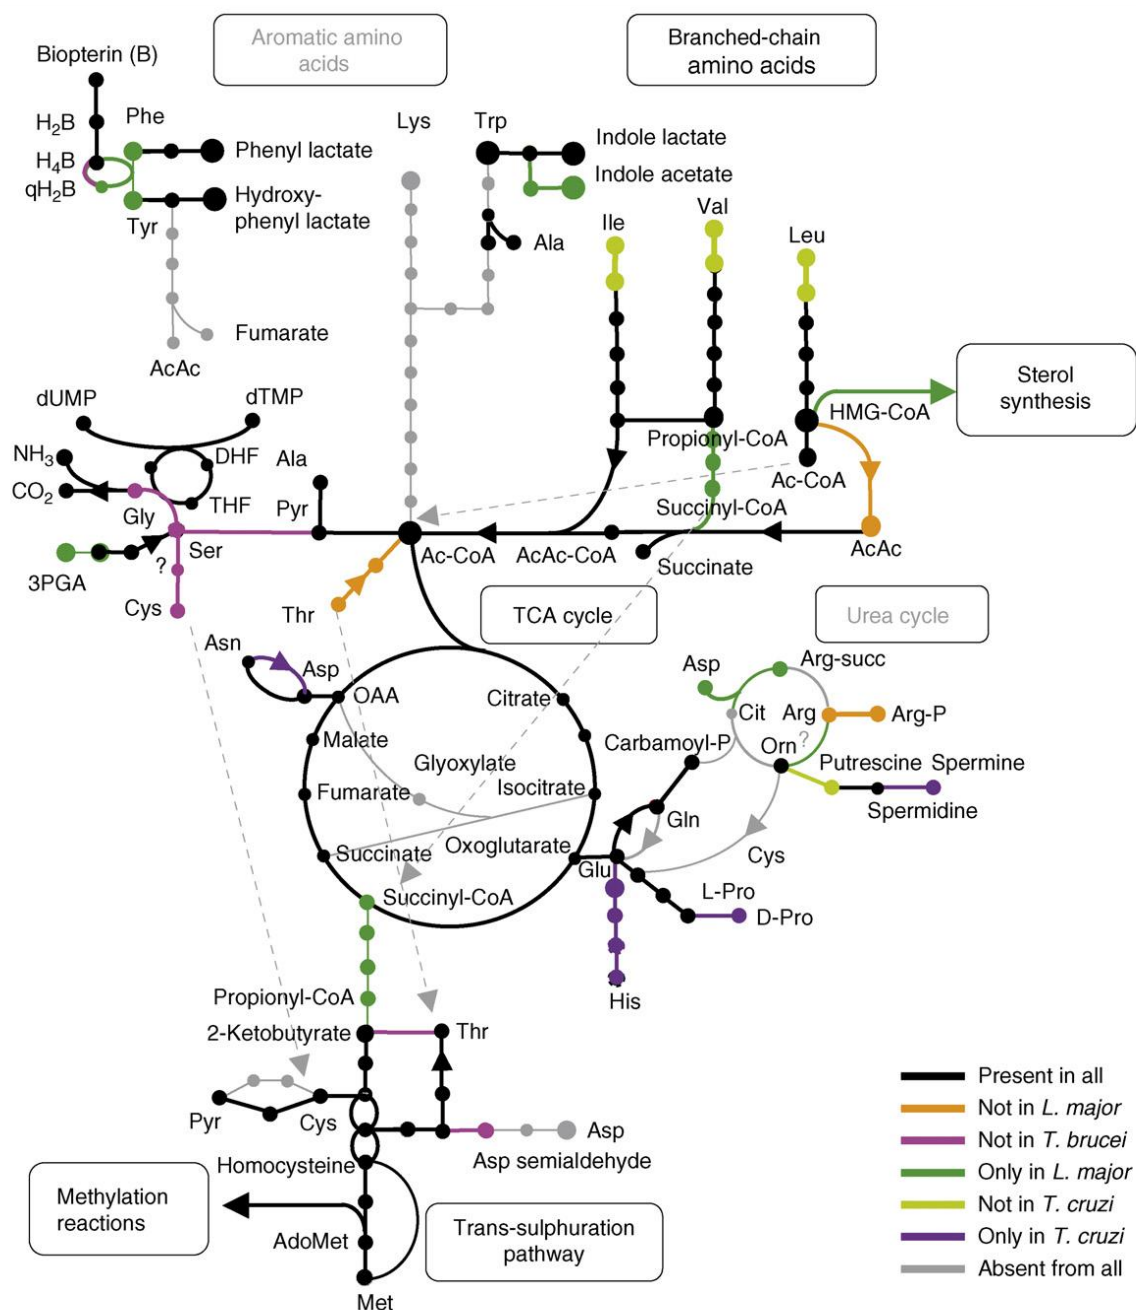 Aromatic amino
acids
Branched-chain
amino acids
Biopterin (B)
H2B
Phe
Lys
Trp
Phenyl lactate
Indole lactate
H4B
qH2B
Indole acetate
Hydroxy-
phenyl lactate
Tyr
Ile
Val
Leu
Ala
Fumarate
AcAc
Sterol
synthesis
dUMP
dTMP
HMG-CoA
Propionyl-CoA
NH3
DHF
Ala
CO2
Ac-CoA
THF
Gly
Pyr
Succinyl-CoA
Ser
Ac-CoA
AcAc-CoA
AcAc
?
3PGA
Succinate
Cys
Thr
TCA cycle
Urea cycle
Asn
Asp
Asp
Arg-succ
OAA
Citrate
Cit
Arg
Arg-P
Malate
Carbamoyl-P
Orn
?
Glyoxylate
Putrescine
Spermine
Fumarate
Isocitrate
Spermidine
Gln
Succinate
Oxoglutarate
Glu
Cys
Succinyl-CoA
L-Pro
D-Pro
Propionyl-CoA
His
2-Ketobutyrate
Thr
Present in all
Not in L. major
Pyr
Cys
Asp
Not in T. brucei
Asp semialdehyde
Homocysteine
Only in L. major
Methylation
reactions
Not in T. cruzi
Trans-sulphuration
pathway
AdoMet
Only in T. cruzi
Absent from all
Met